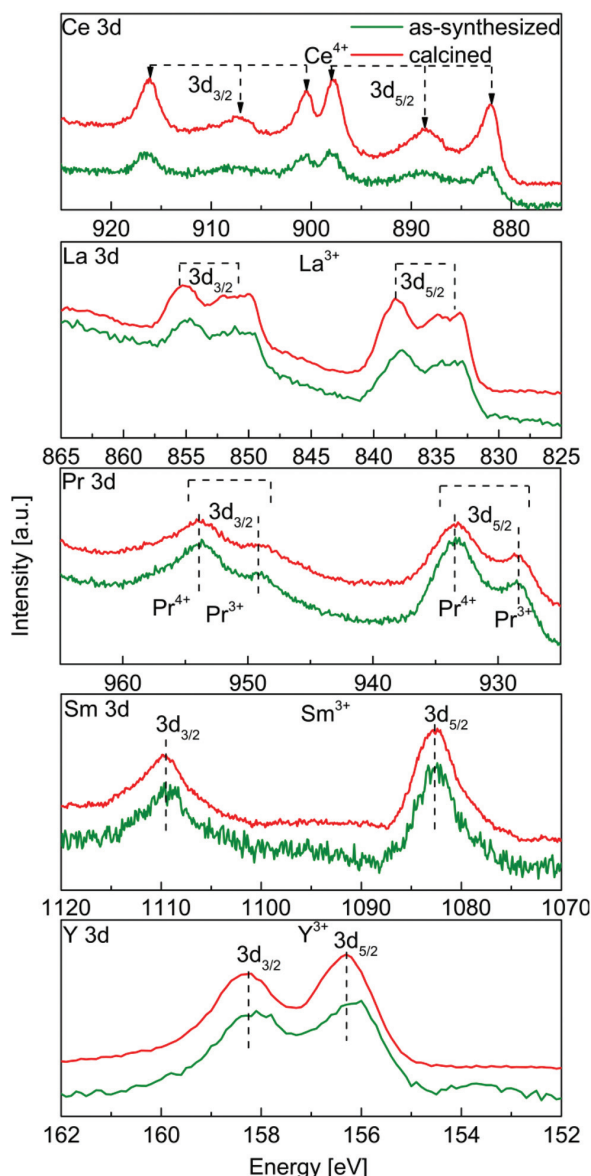 Ce 3d
as-synthesized
Ce⁴⁺ calcined
3d₃/₂ 3d₅/₂
920 910 900 890 880
La 3d La³⁺
3d₃/₂ 3d₅/₂
865 860 855 850 845 840 835 830 825
Pr 3d
3d₃/₂ 3d₅/₂
Pr⁴⁺ Pr³⁺ Pr⁴⁺ Pr³⁺
960 950 940 930
Intensity [a.u.]
Sm 3d Sm³⁺
3d₃/₂ 3d₅/₂
1120 1110 1100 1090 1080 1070
Y 3d Y³⁺
3d₃/₂ 3d₅/₂
162 160 158 156 154 152
Energy [eV]